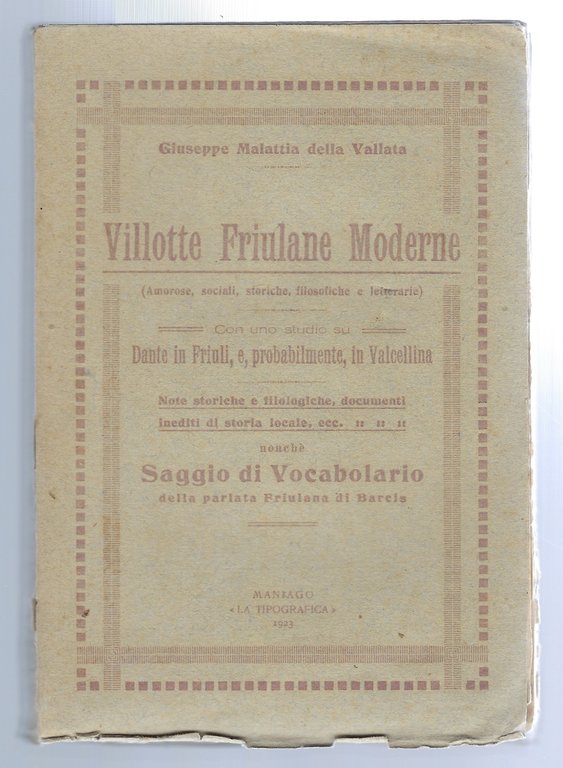 Giuseppe Malattia della Vallata
Villotte Friulane Moderne
(Amorose, sociali, storiche, filosofiche e letterarie)
Con uno studio su
Dante in Friuli, e, probabilmente, in Valcellina
Note storiche e filologiche, documenti
inediti di storia locale, ecc. :: :: ::
nonchè
Saggio di Vocabolario
della parlata Friulana di Barcis
MANIAGO
«LA TIPOGRAFICA»
1923